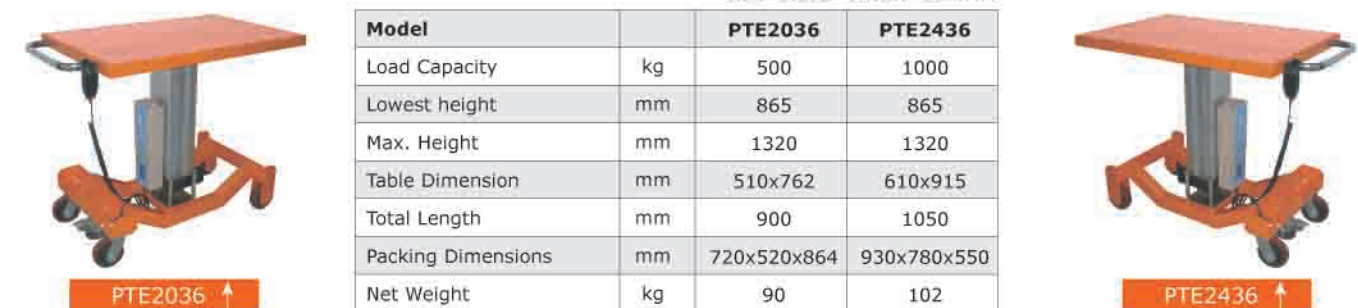 Model PTE2036 PTE2436
Load Capacity kg 500 1000
Lowest height mm 865 865
Max. Height mm 1320 1320
Table Dimension mm 510x762 610x915
Total Length mm 900 1050
Packing Dimensions mm 720x520x864 930x780x550
Net Weight kg 90 102
PTE2036
PTE2436